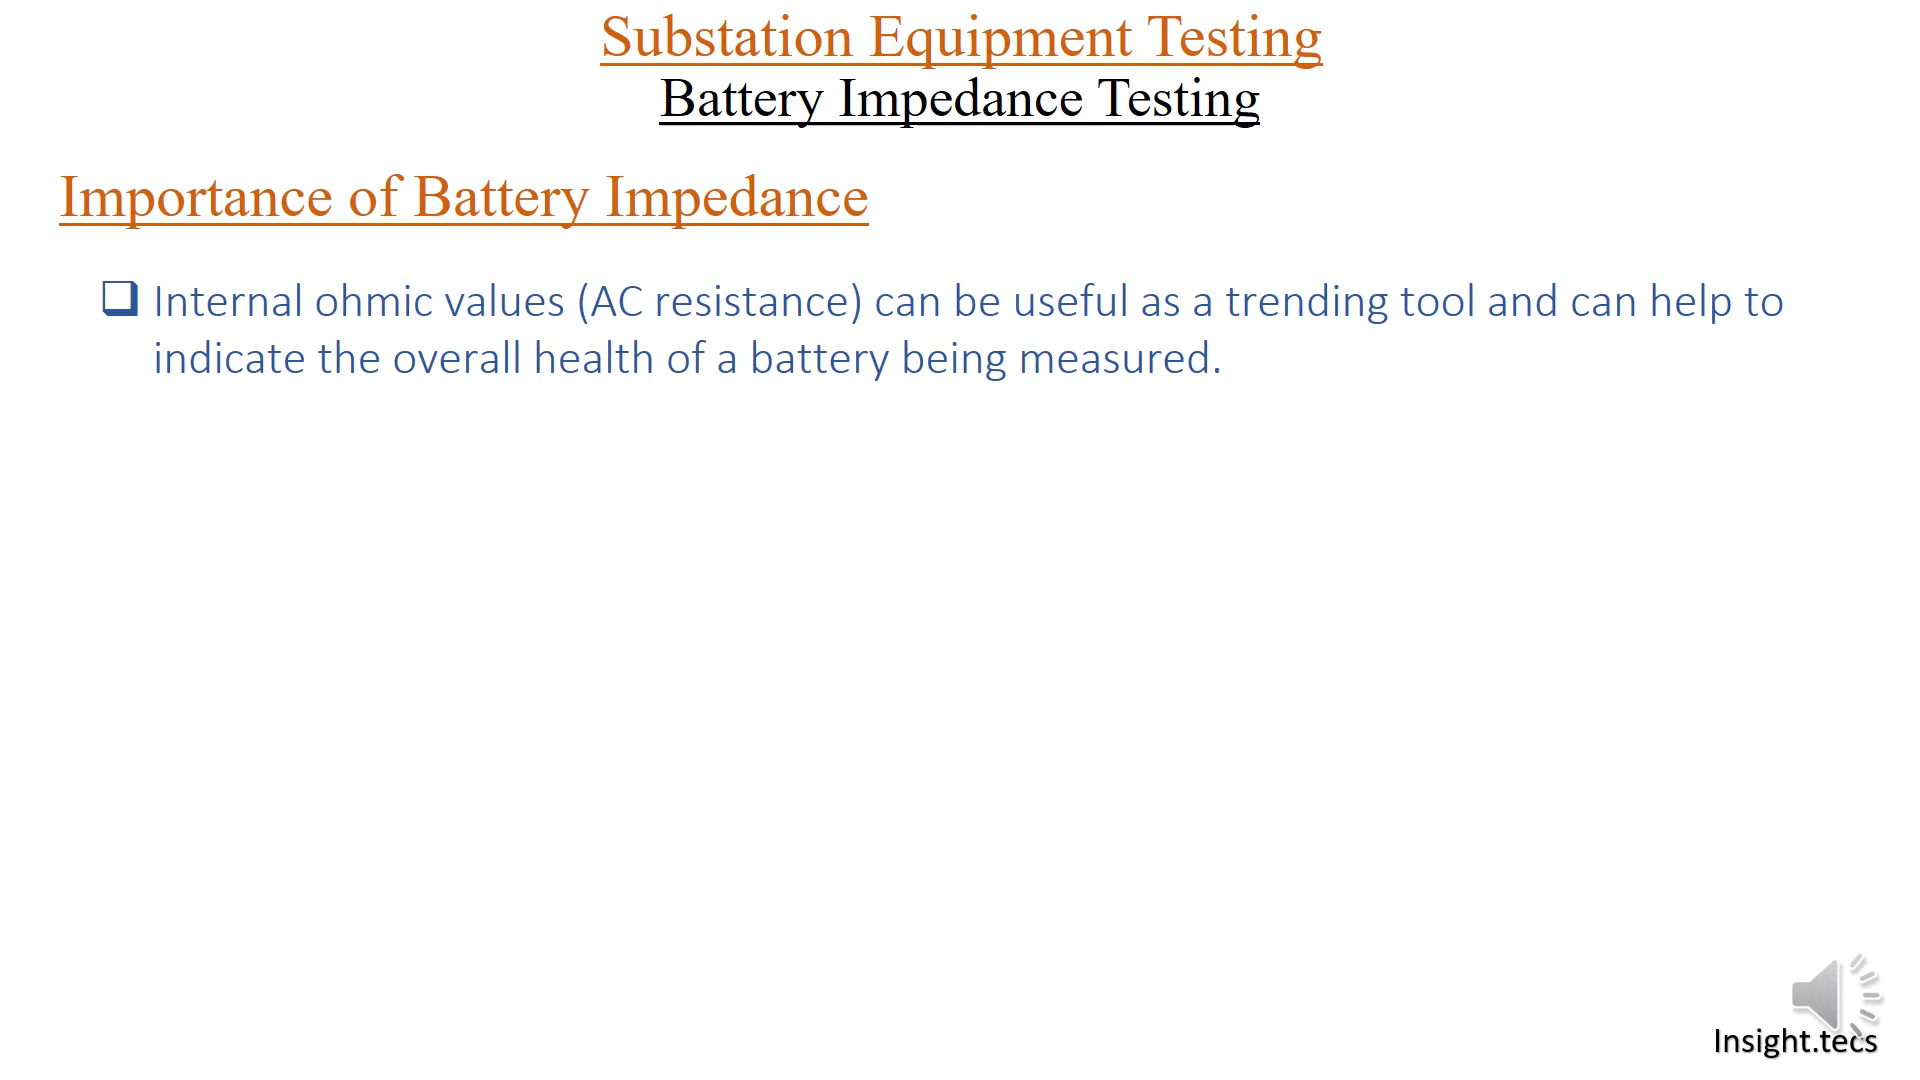 Substation Equipment Testing
Battery Impedance Testing
Importance of Battery Impedance
Internal ohmic values (AC resistance) can be useful as a trending tool and can help to
indicate the overall health of a battery being measured.
Insight.tecs